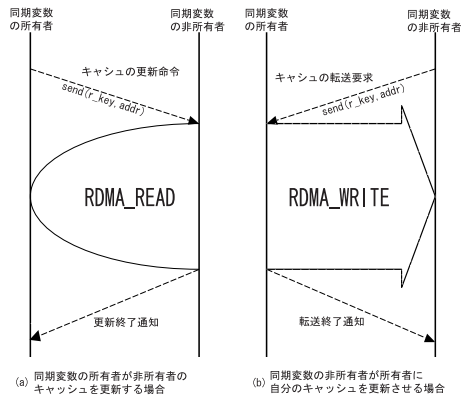 同期変数
の所有者
同期変数
の非所有者
キャシュの更新命令
send(r_key, addr)
RDMA_READ
更新終了通知
(a) 同期変数の所有者が非所有者の
キャッシュを更新する場合
同期変数
の所有者
同期変数
の非所有者
キャシュの転送要求
send(r_key, addr)
RDMA_WRITE
転送終了通知
(b) 同期変数の非所有者が所有者に
自分のキャッシュを更新させる場合